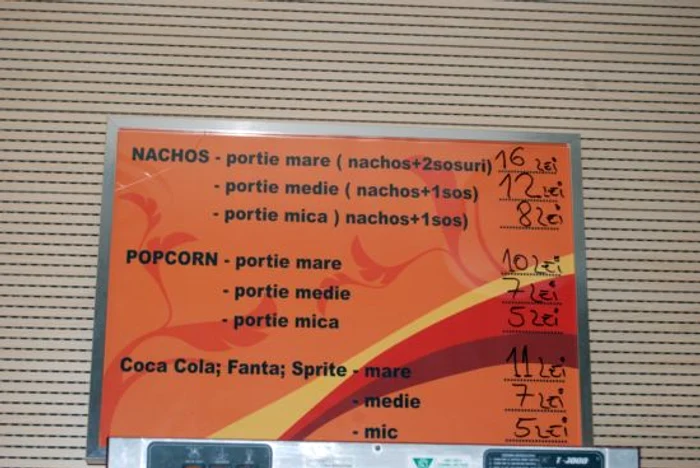 NACHOS - portie mare ( nachos+2sosuri) 16 LEI
- portie medie ( nachos+1sos) 12 LEI
- portie mica ) nachos+1sos) 8 LEI
POPCORN - portie mare 10 LEI
- portie medie 7 LEI
- portie mica 5 LEI
Coca Cola; Fanta; Sprite - mare 11 LEI
- medie 7 LEI
- mic 5 LEI